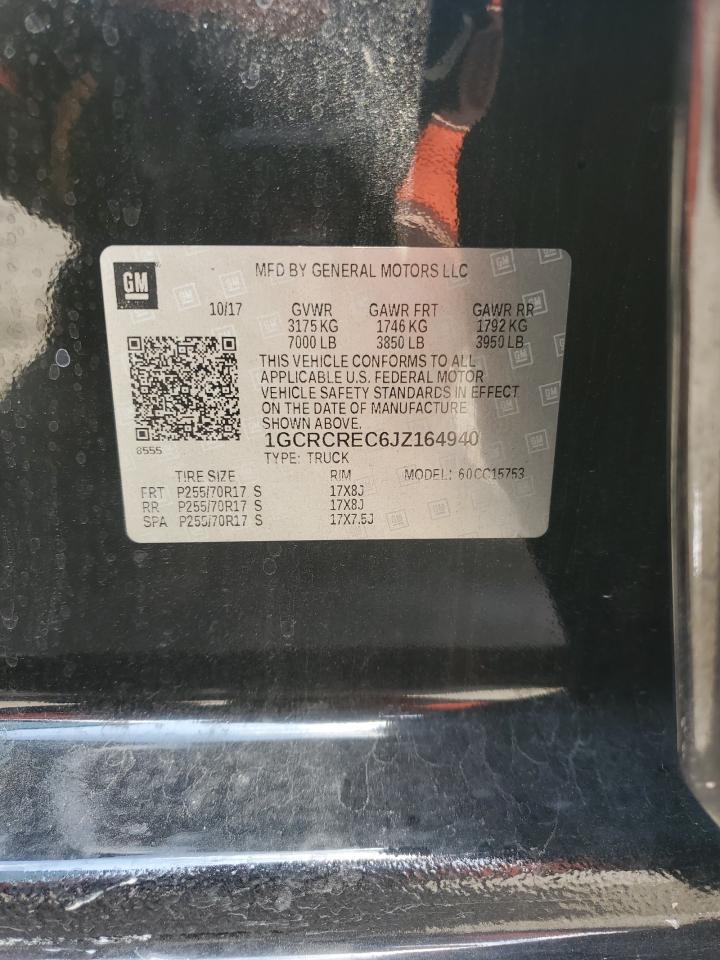 GM
MFD BY GENERAL MOTORS LLC
10/17 GVWR GAWR FRT GAWR RR
3175 KG 1746 KG 1792 KG
7000 LB 3850 LB 3950 LB
THIS VEHICLE CONFORMS TO ALL
APPLICABLE U.S. FEDERAL MOTOR
VEHICLE SAFETY STANDARDS IN EFFECT
ON THE DATE OF MANUFACTURE
SHOWN ABOVE.
1GCRCREC6JZ164940
8555
TYPE: TRUCK
TIRE SIZE RIM MODEL: 60CC15753
FRT P255/70R17 S 17X8J
RR P255/70R17 S 17X8J
SPA P255/70R17 S 17X7.5J